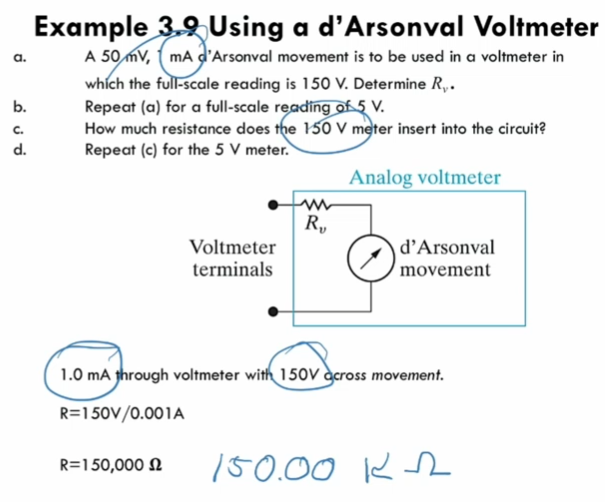 Example 3.9 Using a d'Arsonval Voltmeter
a. A 50 mV, 1 mA d'Arsonval movement is to be used in a voltmeter in
which the full-scale reading is 150 V. Determine Rᵥ.
b. Repeat (a) for a full-scale reading of 5 V.
c. How much resistance does the 150 V meter insert into the circuit?
d. Repeat (c) for the 5 V meter.
Analog voltmeter
Rᵥ
Voltmeter
terminals
d'Arsonval
movement
1.0 mA through voltmeter with 150V across movement.
R=150V/0.001A
R=150,000 Ω
150.00 K Ω